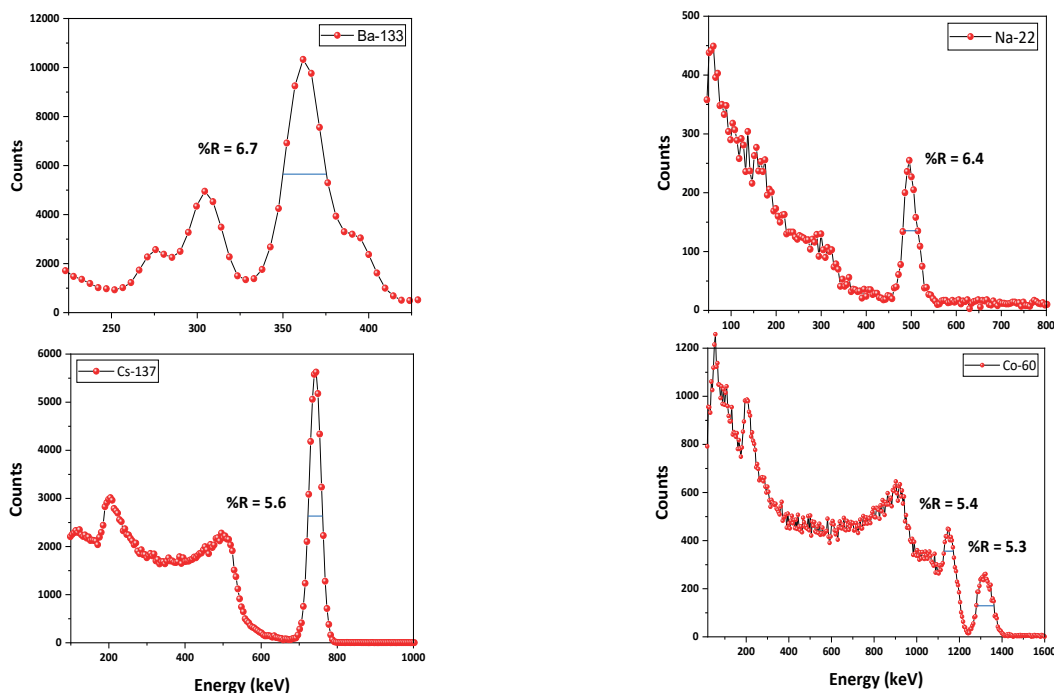 12000
10000
8000
6000
4000
2000
0
Counts
Ba-133
%R = 6.7
250 300 350 400
500
400
300
200
100
0
Counts
Na-22
%R = 6.4
100 200 300 400 500 600 700 800
6000
5000
4000
3000
2000
1000
0
Counts
Cs-137
%R = 5.6
200 400 600 800 1000
Energy (keV)
1200
1000
800
600
400
200
0
Counts
Co-60
%R = 5.4
%R = 5.3
200 400 600 800 1000 1200 1400 1600
Energy (keV)